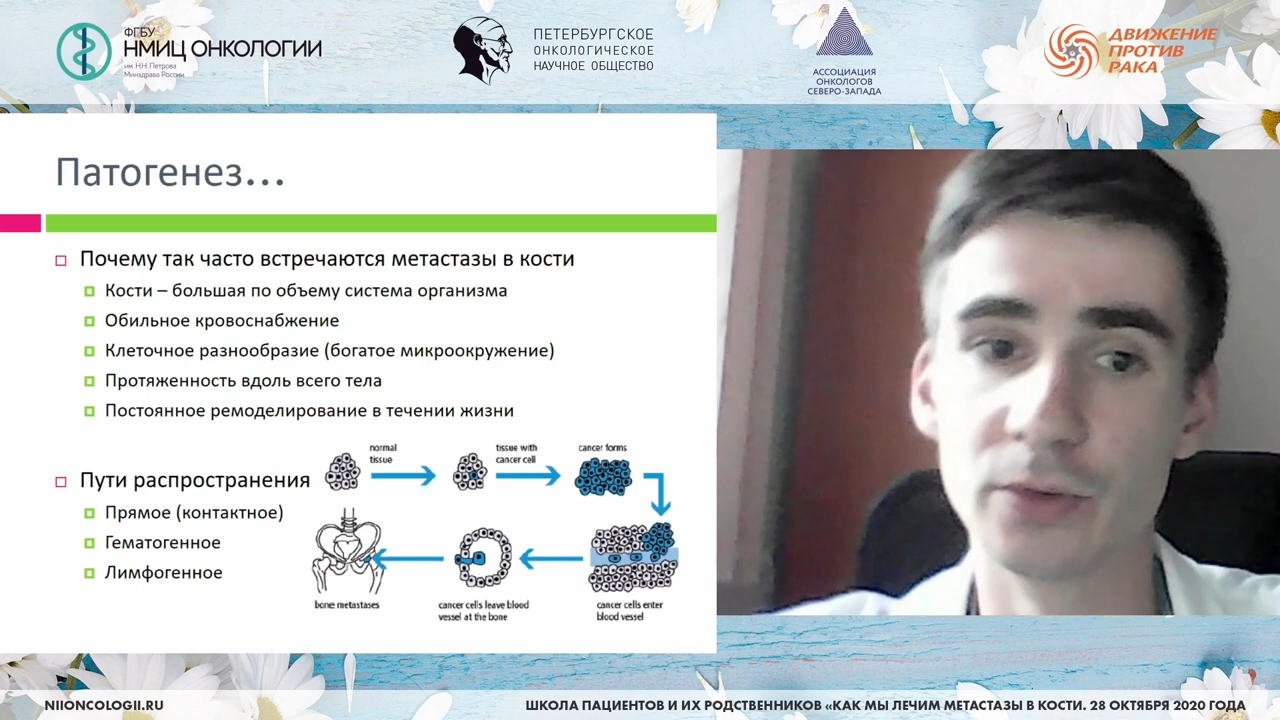 ФГБУ
НМИЦ ОНКОЛОГИИ
им. Н.Н. Петрова
Минздрава России
ПЕТЕРБУРГСКОЕ
ОНКОЛОГИЧЕСКОЕ
НАУЧНОЕ ОБЩЕСТВО
АССОЦИАЦИЯ
ОНКОЛОГОВ
СЕВЕРО-ЗАПАДА
ДВИЖЕНИЕ
ПРОТИВ
РАКА
Патогенез...
Почему так часто встречаются метастазы в кости
Кости – большая по объему система организма
Обильное кровоснабжение
Клеточное разнообразие (богатое микроокружение)
Протяженность вдоль всего тела
Постоянное ремоделирование в течении жизни
Пути распространения
Прямое (контактное)
Гематогенное
Лимфогенное
normal
tissue
tissue with
cancer cell
cancer forms
bone metastases
cancer cells leave blood
vessel at the bone
cancer cells enter
blood vessel
NIIONCOLOGII.RU
ШКОЛА ПАЦИЕНТОВ И ИХ РОДСТВЕННИКОВ «КАК МЫ ЛЕЧИМ МЕТАСТАЗЫ В КОСТИ. 28 ОКТЯБРЯ 2020 ГОДА